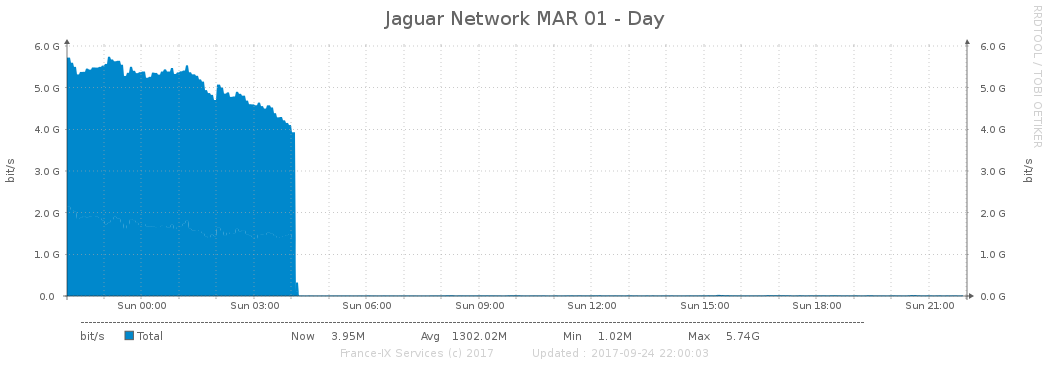 Jaguar Network MAR 01 - Day
RRDTOOL / TOBI OETIKER
6.0 G 6.0 G
5.0 G 5.0 G
4.0 G 4.0 G
bit/s bit/s
3.0 G 3.0 G
2.0 G 2.0 G
1.0 G 1.0 G
0.0 0.0 G
Sun 00:00 Sun 03:00 Sun 06:00 Sun 09:00 Sun 12:00 Sun 15:00 Sun 18:00 Sun 21:00
bit/s Total Now 3.95M Avg 1302.02M Min 1.02M Max 5.74G
France-IX Services (c) 2017 Updated : 2017-09-24 22:00:03